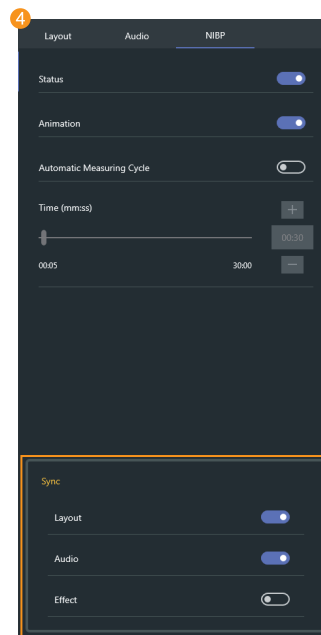 4
Layout Audio NIBP
Status
Animation
Automatic Measuring Cycle
Time (mm:ss)
+
00:30
00:05 30:00
−
Sync
Layout
Audio
Effect